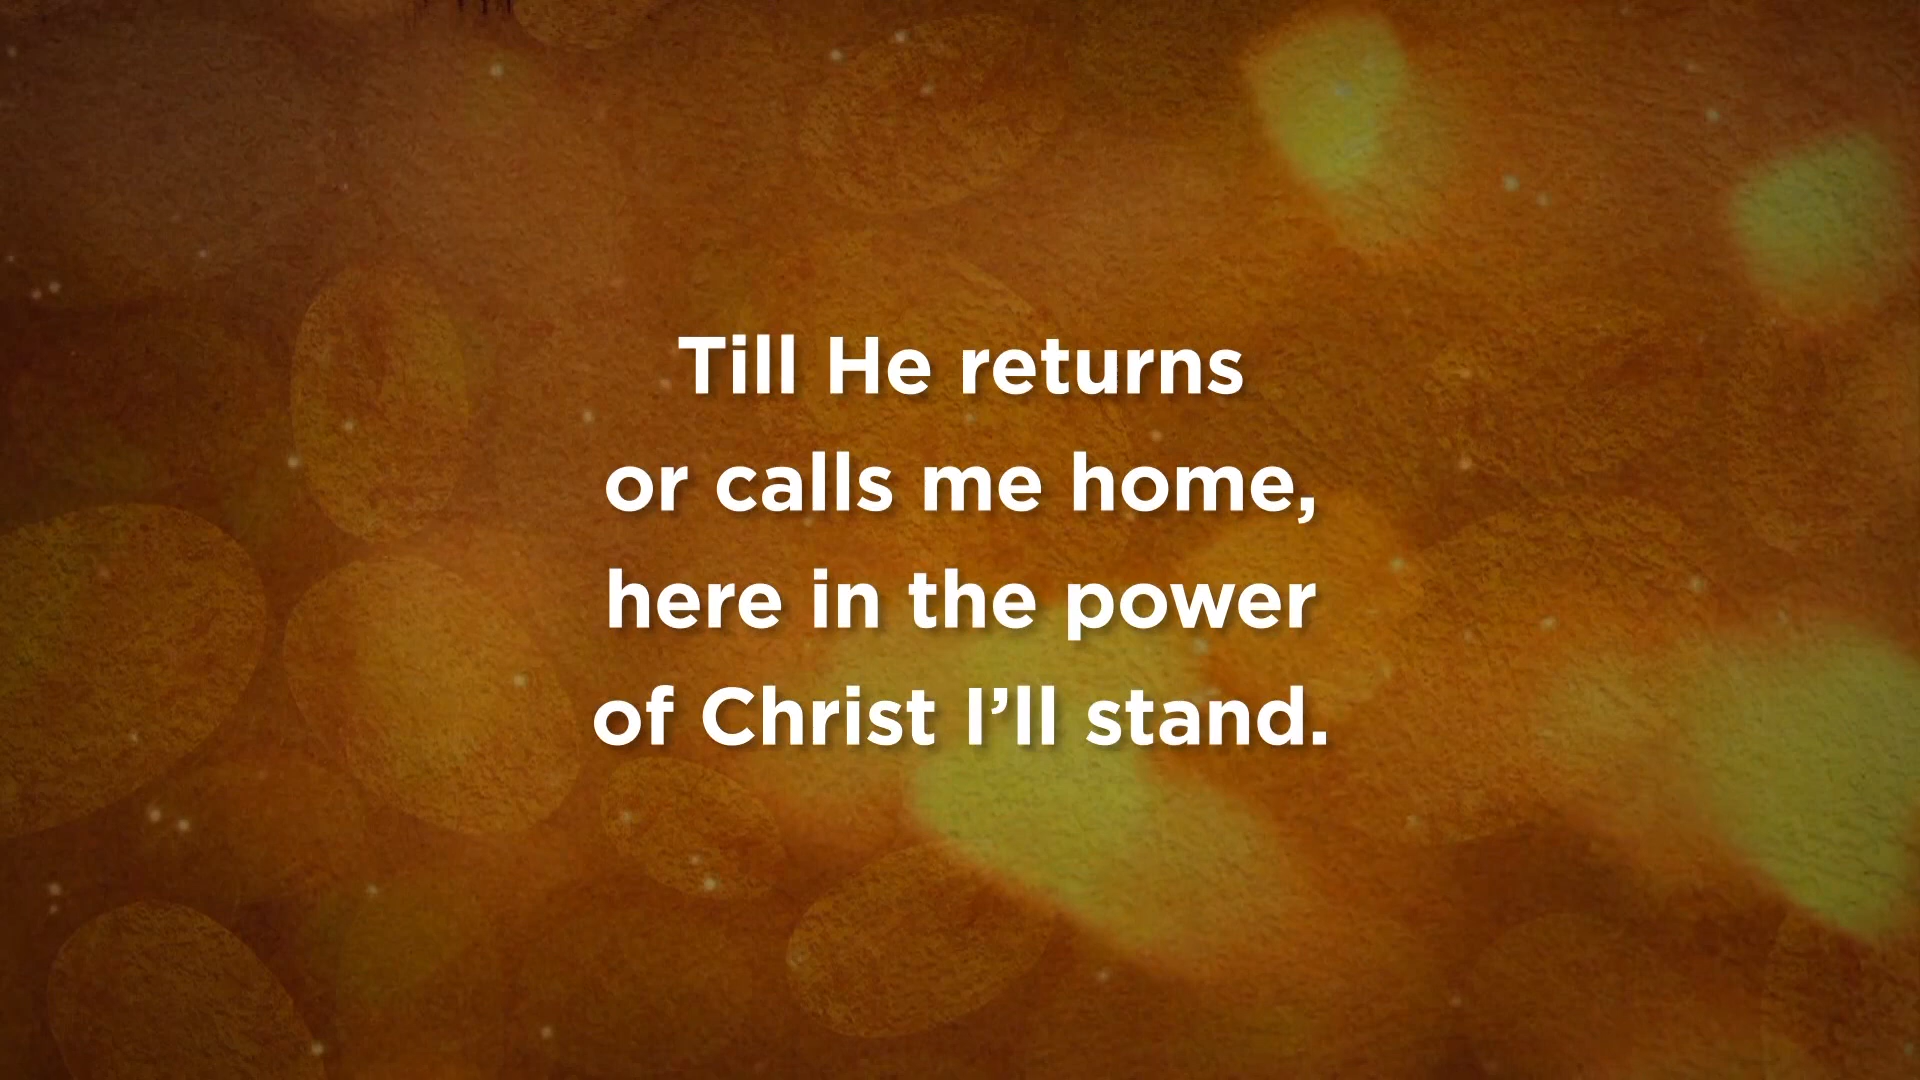 Till He returns
or calls me home,
here in the power
of Christ I’ll stand.